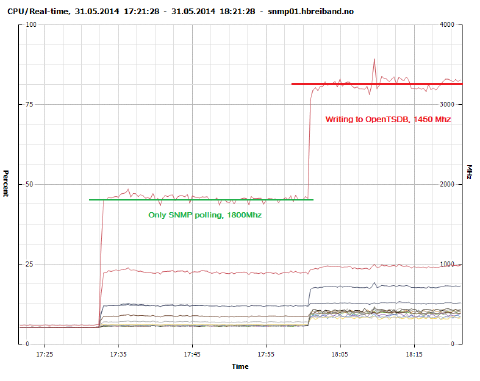 CPU/Real-time, 31.05.2014 17:21:28 - 31.05.2014 18:21:28 - snmp01.hbreiband.no
100
4000
75
3000
Writing to OpenTSDB, 1450 Mhz
Percent
50
2000
MHz
Only SNMP polling, 1800Mhz
25
1000
0
0
17:25
17:35
17:45
17:55
18:05
18:15
Time